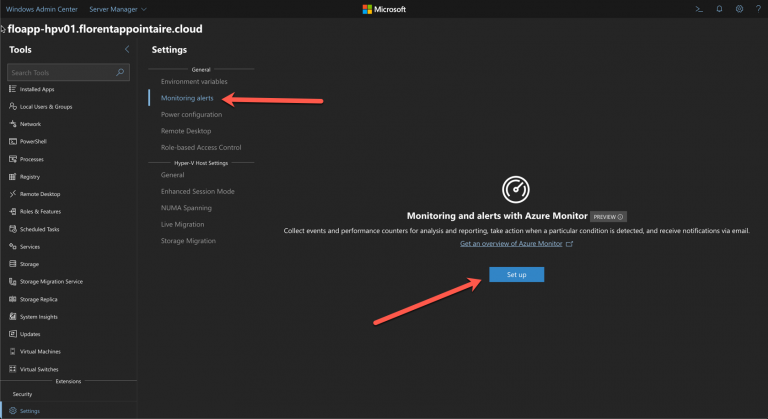 Windows Admin Center
Server Manager
Microsoft
floapp-hpv01.florentappointaire.cloud
Tools
Search Tools
Installed Apps
Local Users & Groups
Network
PowerShell
Processes
Registry
Remote Desktop
Roles & Features
Scheduled Tasks
Services
Storage
Storage Migration Service
Storage Replica
System Insights
Updates
Virtual Machines
Virtual Switches
Extensions
Security
Settings
Settings
General
Environment variables
Monitoring alerts
Power configuration
Remote Desktop
Role-based Access Control
Hyper-V Host Settings
General
Enhanced Session Mode
NUMA Spanning
Live Migration
Storage Migration
Monitoring and alerts with Azure Monitor PREVIEW
Collect events and performance counters for analysis and reporting, take action when a particular condition is detected, and receive notifications via email.
Get an overview of Azure Monitor
Set up